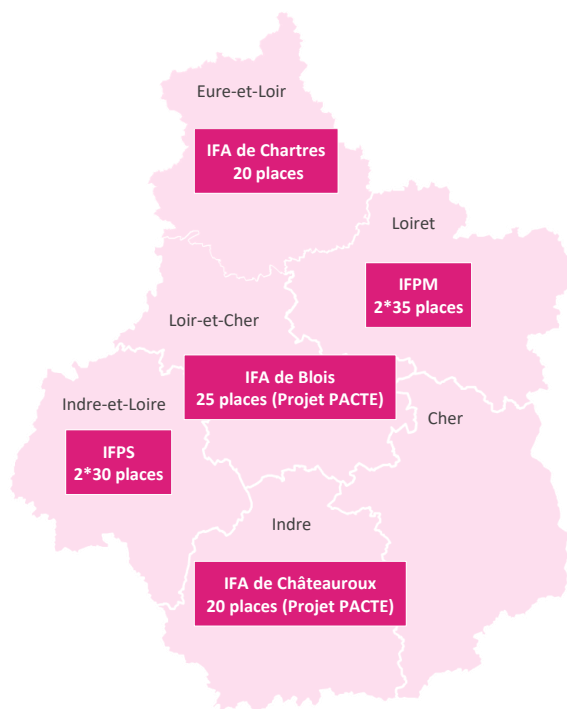 Eure-et-Loir
IFA de Chartres
20 places
Loiret
IFPM
2*35 places
Loir-et-Cher
IFA de Blois
25 places (Projet PACTE)
Indre-et-Loire
Cher
IFPS
2*30 places
Indre
IFA de Châteauroux
20 places (Projet PACTE)